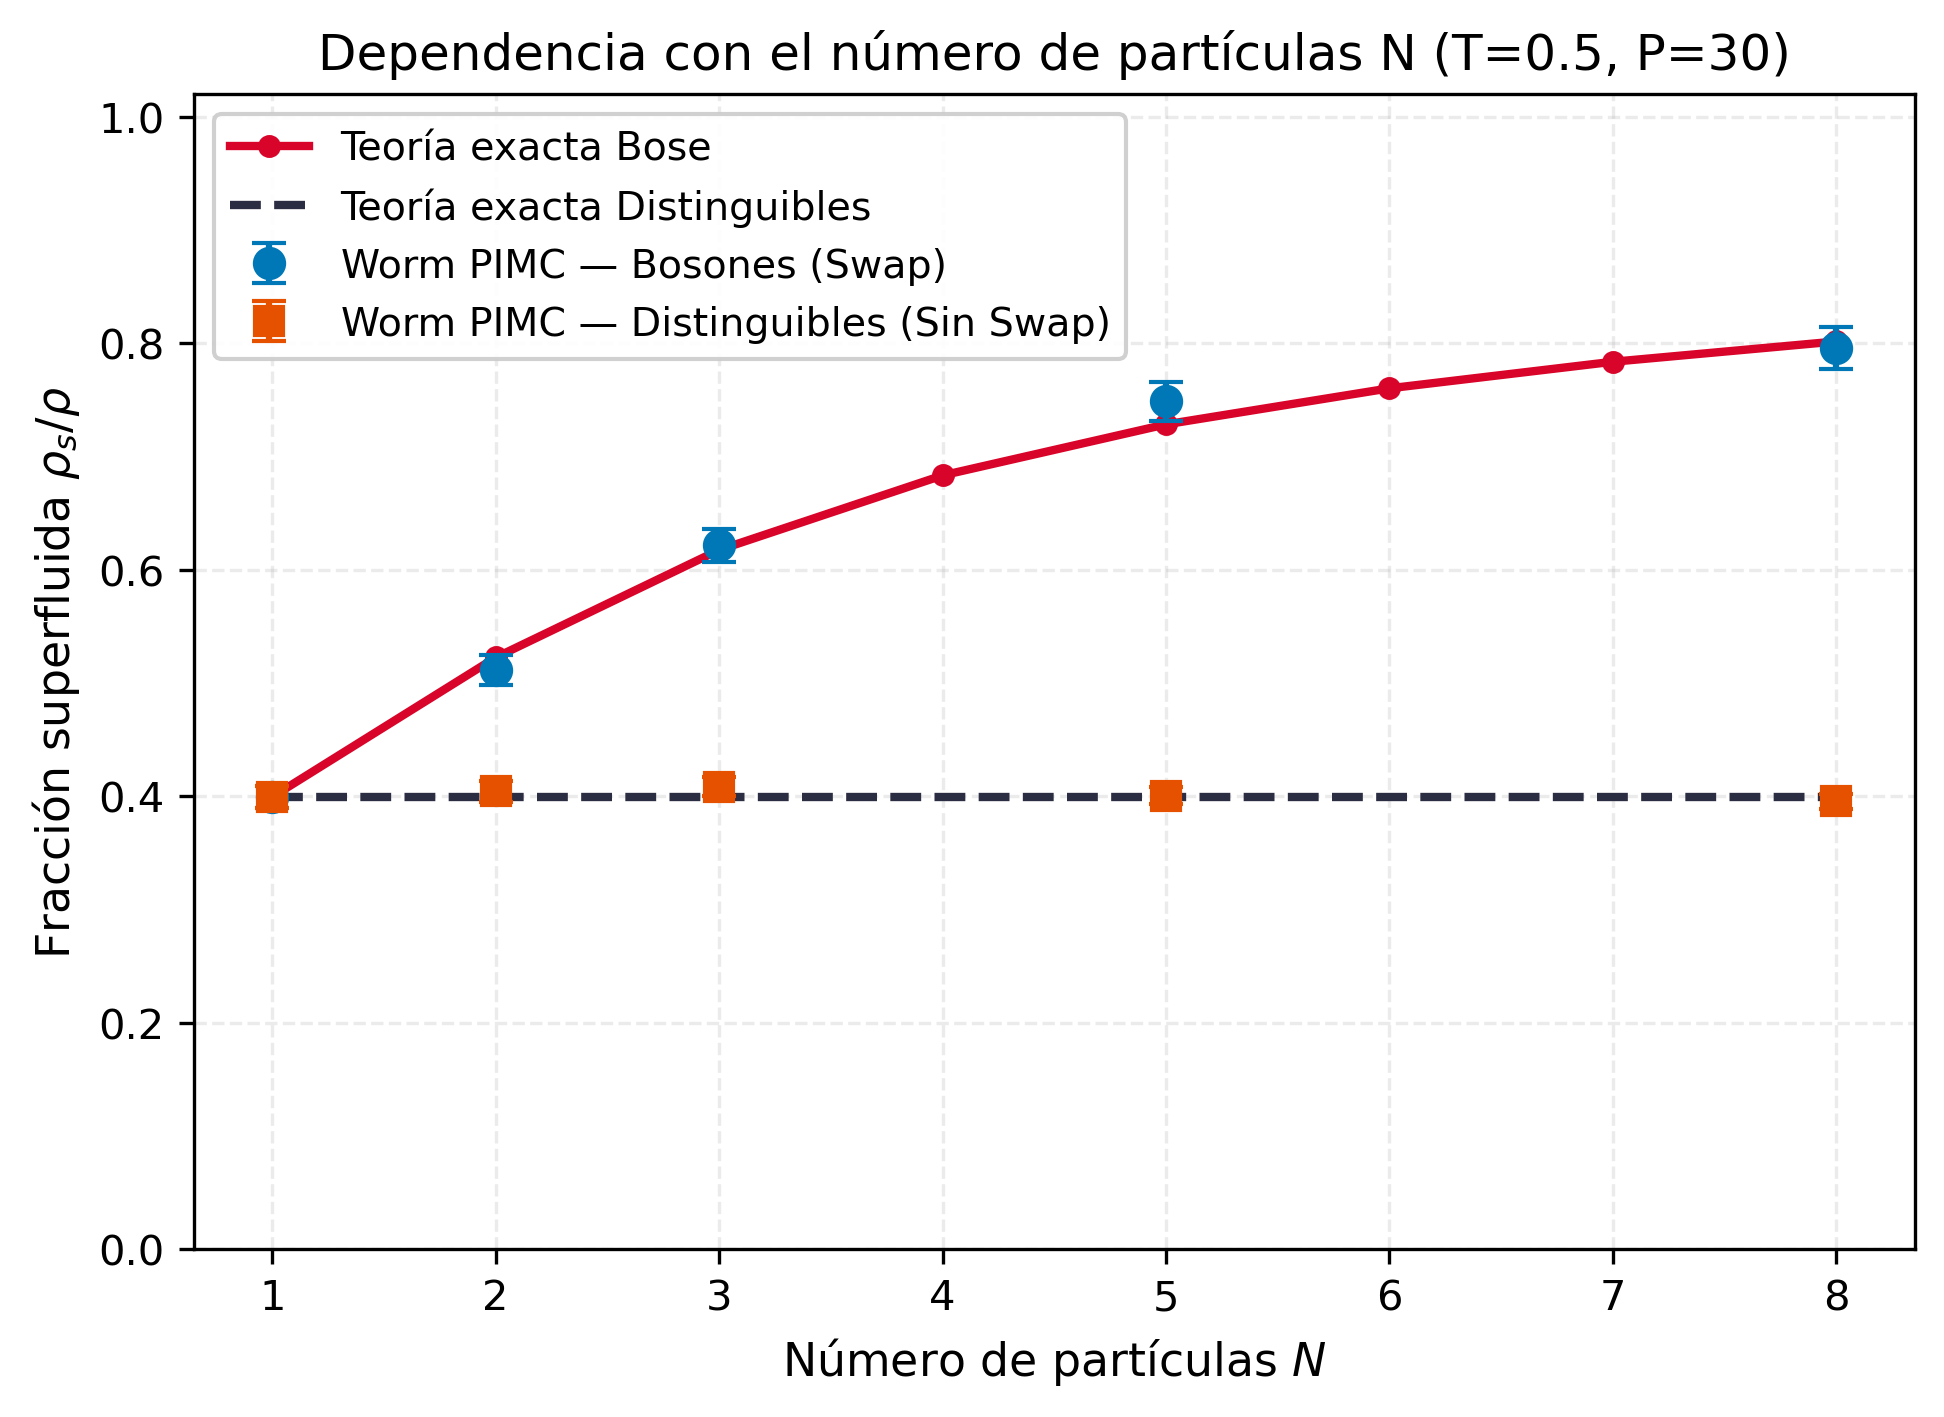 Dependencia con el número de partículas N (T=0.5, P=30)
Teoría exacta Bose
Teoría exacta Distinguibles
Worm PIMC — Bosones (Swap)
Worm PIMC — Distinguibles (Sin Swap)
Fracción superfluida ρₛ/ρ
1.0
0.8
0.6
0.4
0.2
0.0
1 2 3 4 5 6 7 8
Número de partículas N